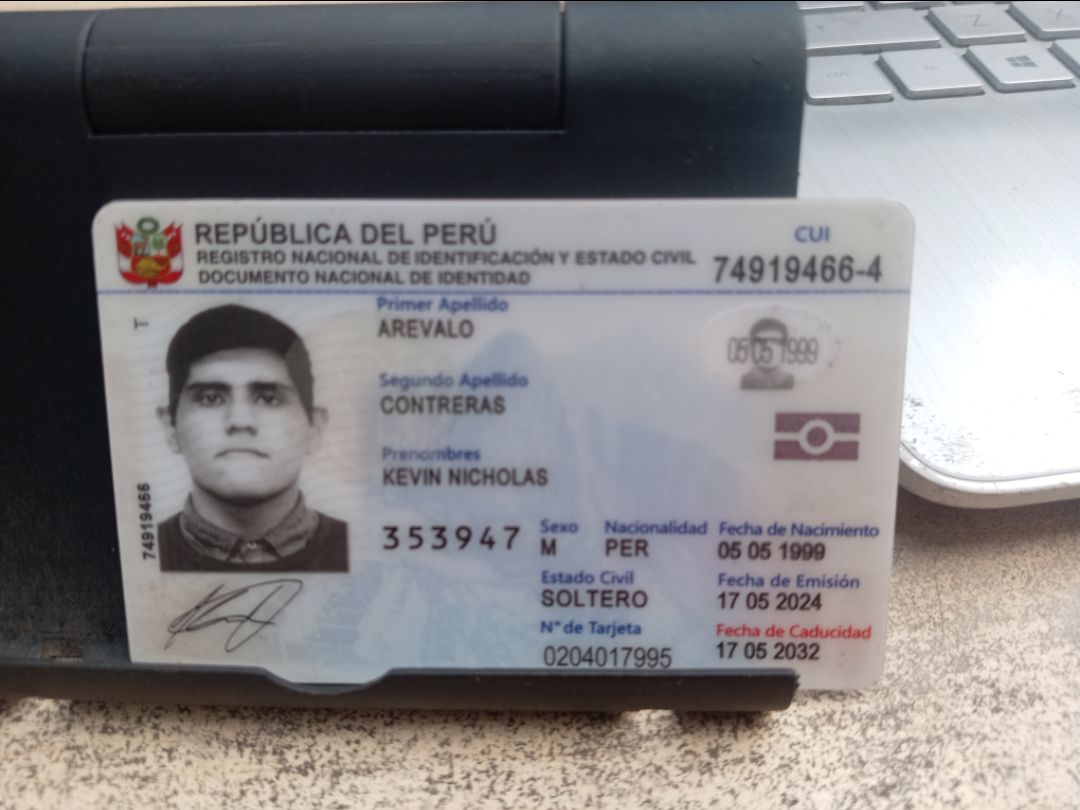 REPÚBLICA DEL PERÚ
REGISTRO NACIONAL DE IDENTIFICACIÓN Y ESTADO CIVIL
DOCUMENTO NACIONAL DE IDENTIDAD
CUI
74919466-4
T
74919466
Primer Apellido
AREVALO
Segundo Apellido
CONTRERAS
Prenombres
KEVIN NICHOLAS
05 05 1999
353947
Sexo Nacionalidad Fecha de Nacimiento
M PER 05 05 1999
Estado Civil Fecha de Emisión
SOLTERO 17 05 2024
N° de Tarjeta Fecha de Caducidad
0204017995 17 05 2032
Z
X
ctrl
fn